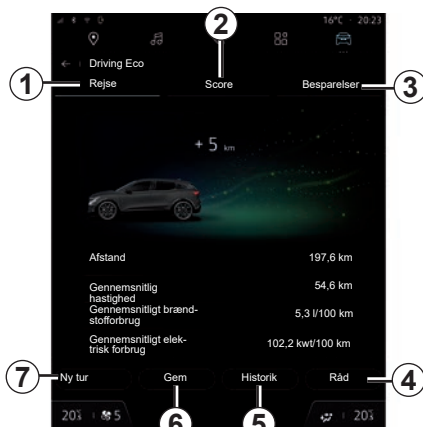 16°C · 20:23
2
Driving Eco
1
Rejse
Score
Besparelser
3
+ 5 km
Afstand
197,6 km
Gennemsnitlig
hastighed
54,6 km
Gennemsnitligt brænd-
stofforbrug
5,3 l/100 km
Gennemsnitligt elek-
trisk forbrug
102,2 kwt/100 km
7
Ny tur
Gem
Historik
Råd
4
6
5
20
5
20